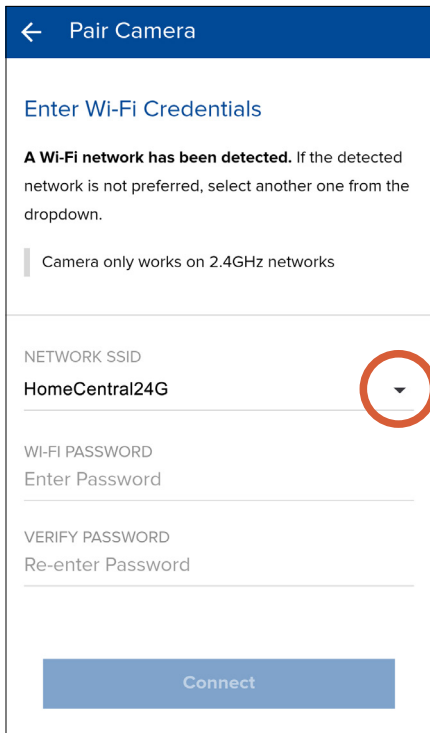 Pair Camera
Enter Wi-Fi Credentials
A Wi-Fi network has been detected. If the detected
network is not preferred, select another one from the
dropdown.
Camera only works on 2.4GHz networks
NETWORK SSID
HomeCentral24G
WI-FI PASSWORD
Enter Password
VERIFY PASSWORD
Re-enter Password
Connect